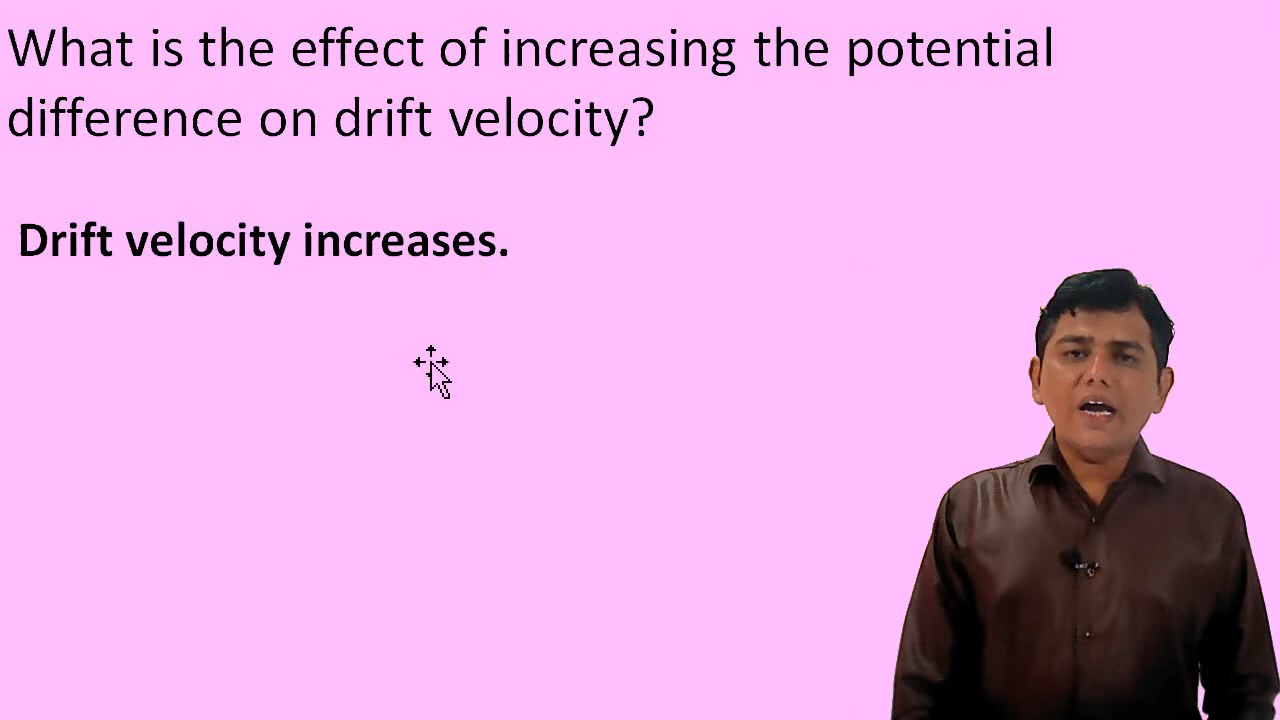 What is the effect of increasing the potential
difference on drift velocity?
Drift velocity increases.